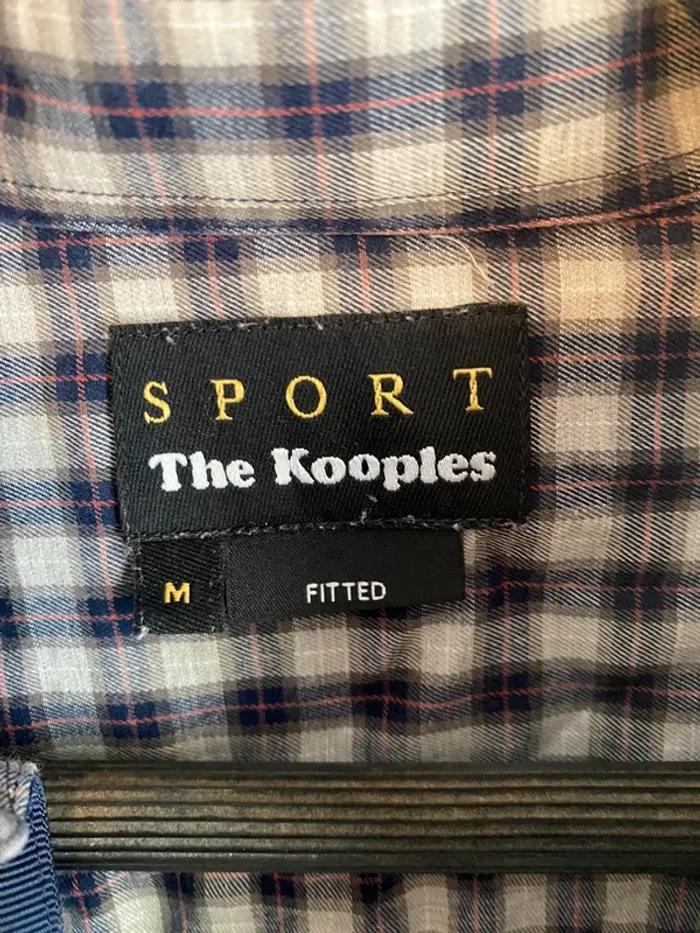 SPORT
The Kooples
M
FITTED